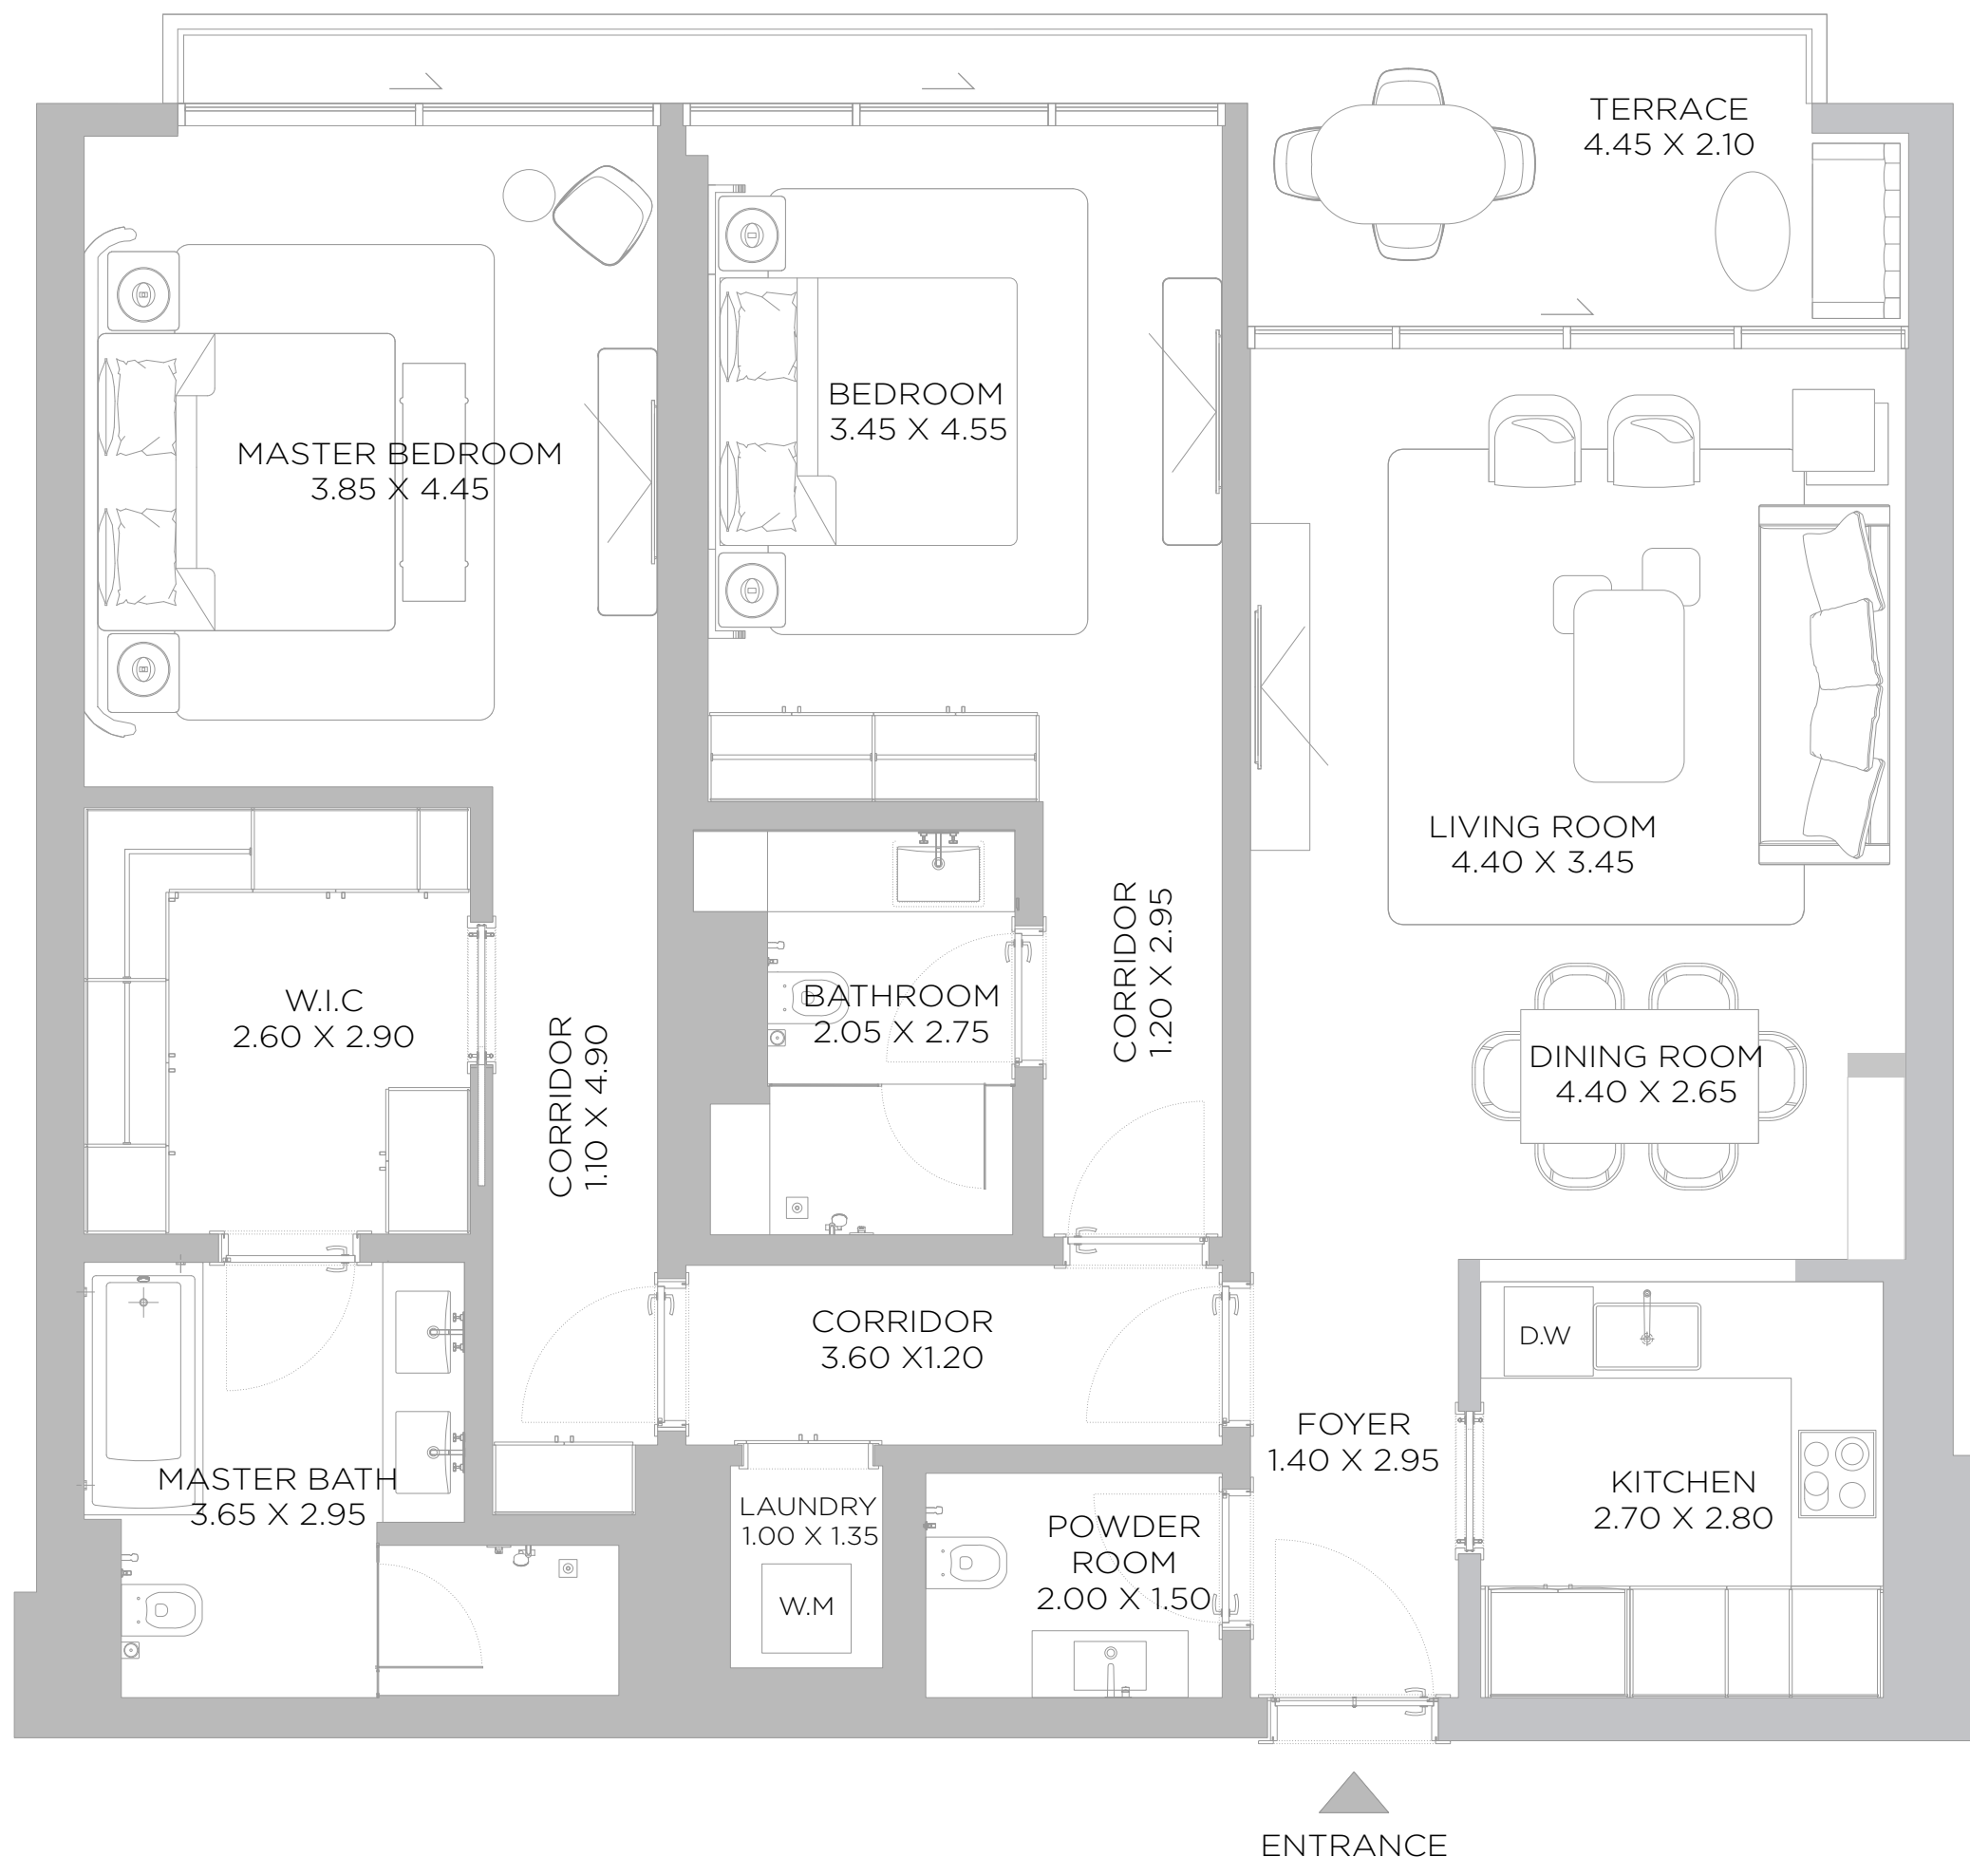 TERRACE
4.45 X 2.10
BEDROOM
3.45 X 4.55
MASTER BEDROOM
3.85 X 4.45
LIVING ROOM
4.40 X 3.45
CORRIDOR
1.20 X 2.95
W.I.C
2.60 X 2.90
BATHROOM
2.05 X 2.75
CORRIDOR
1.10 X 4.90
DINING ROOM
4.40 X 2.65
CORRIDOR
3.60 X1.20
D.W
FOYER
1.40 X 2.95
MASTER BATH
3.65 X 2.95
KITCHEN
2.70 X 2.80
LAUNDRY
1.00 X 1.35
POWDER
ROOM
2.00 X 1.50
W.M
ENTRANCE